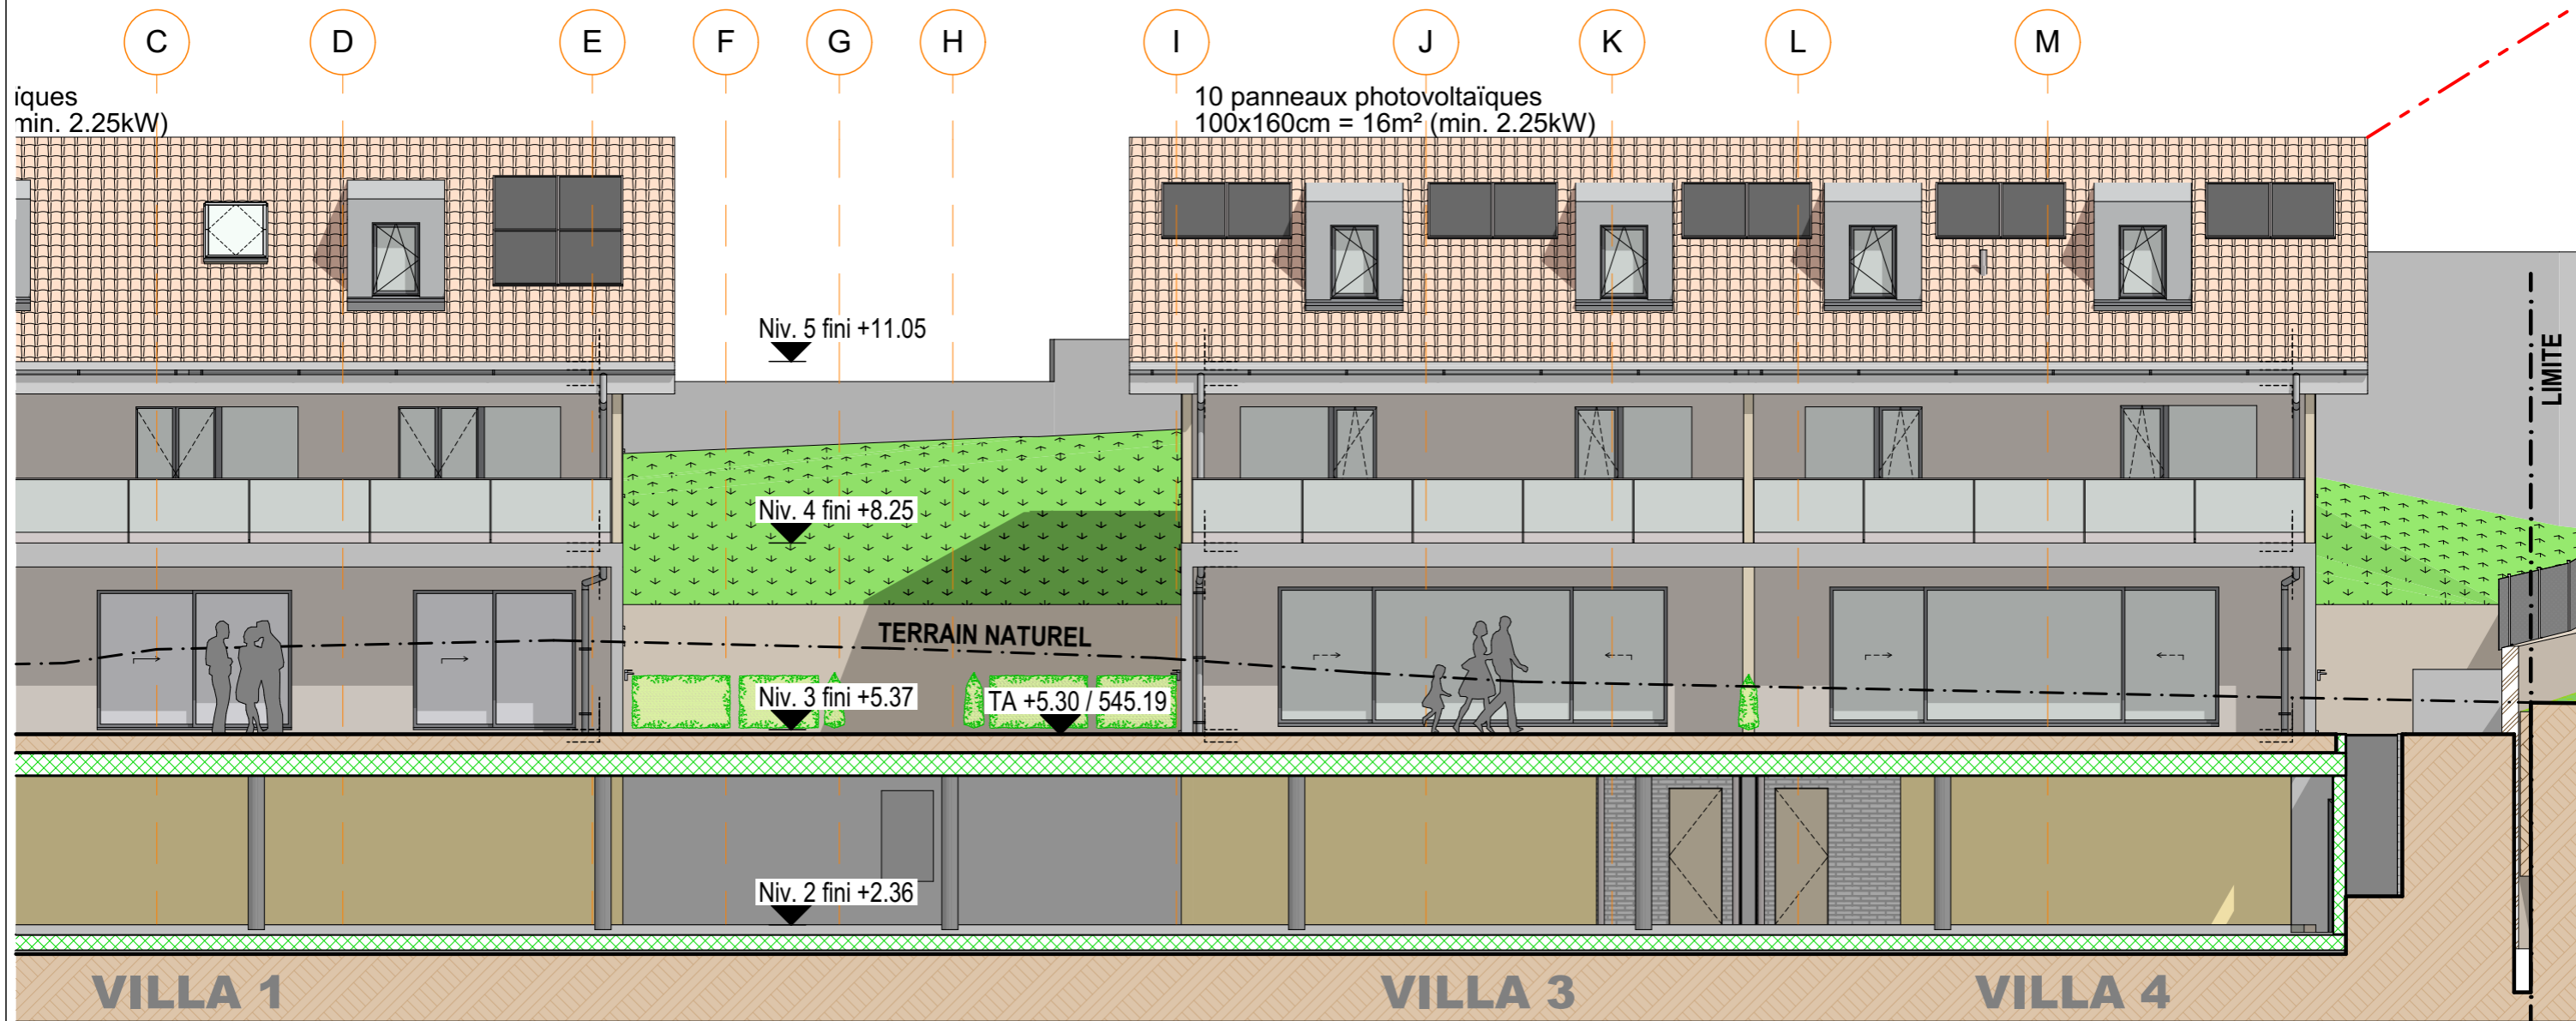 C D E F G H I J K L M
ïques
min. 2.25kW)
10 panneaux photovoltaïques
100x160cm = 16m² (min. 2.25kW)
Niv. 5 fini +11.05
LIMITE
Niv. 4 fini +8.25
TERRAIN NATUREL
Niv. 3 fini +5.37
TA +5.30 / 545.19
Niv. 2 fini +2.36
VILLA 1
VILLA 3
VILLA 4